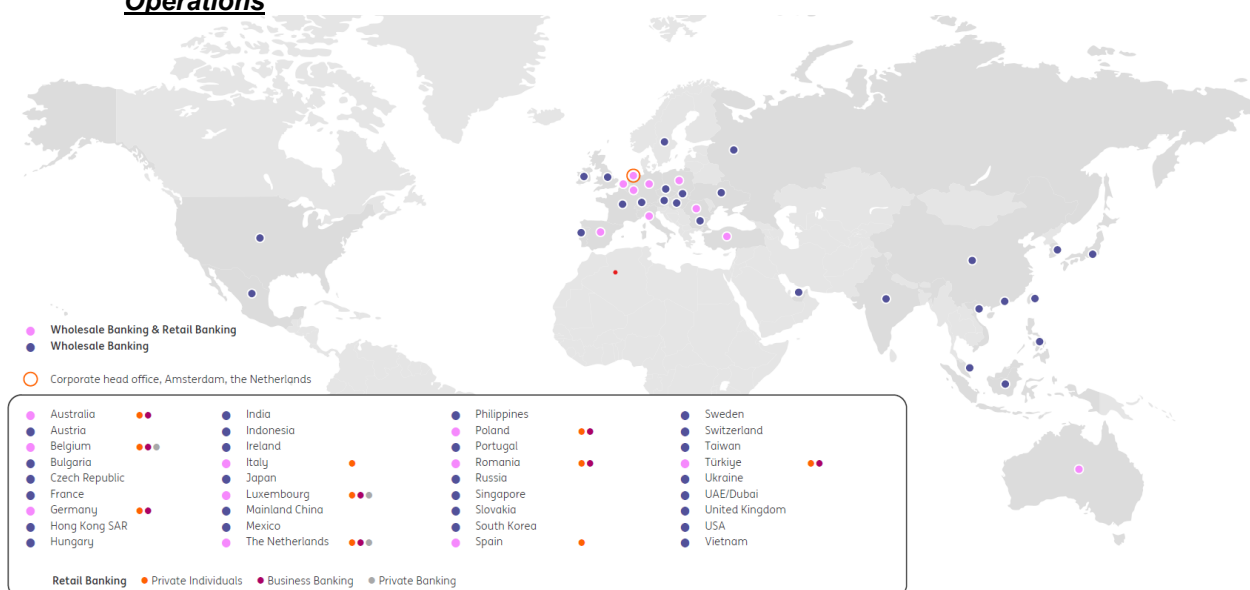 Operations
Wholesale Banking & Retail Banking
Wholesale Banking
Corporate head office, Amsterdam, the Netherlands
Australia
Austria
Belgium
Bulgaria
Czech Republic
France
Germany
Hong Kong SAR
Hungary
India
Indonesia
Ireland
Italy
Japan
Luxembourg
Mainland China
Mexico
The Netherlands
Philippines
Poland
Portugal
Romania
Russia
Singapore
Slovakia
South Korea
Spain
Sweden
Switzerland
Taiwan
Türkiye
Ukraine
UAE/Dubai
United Kingdom
USA
Vietnam
Retail Banking Private Individuals Business Banking Private Banking